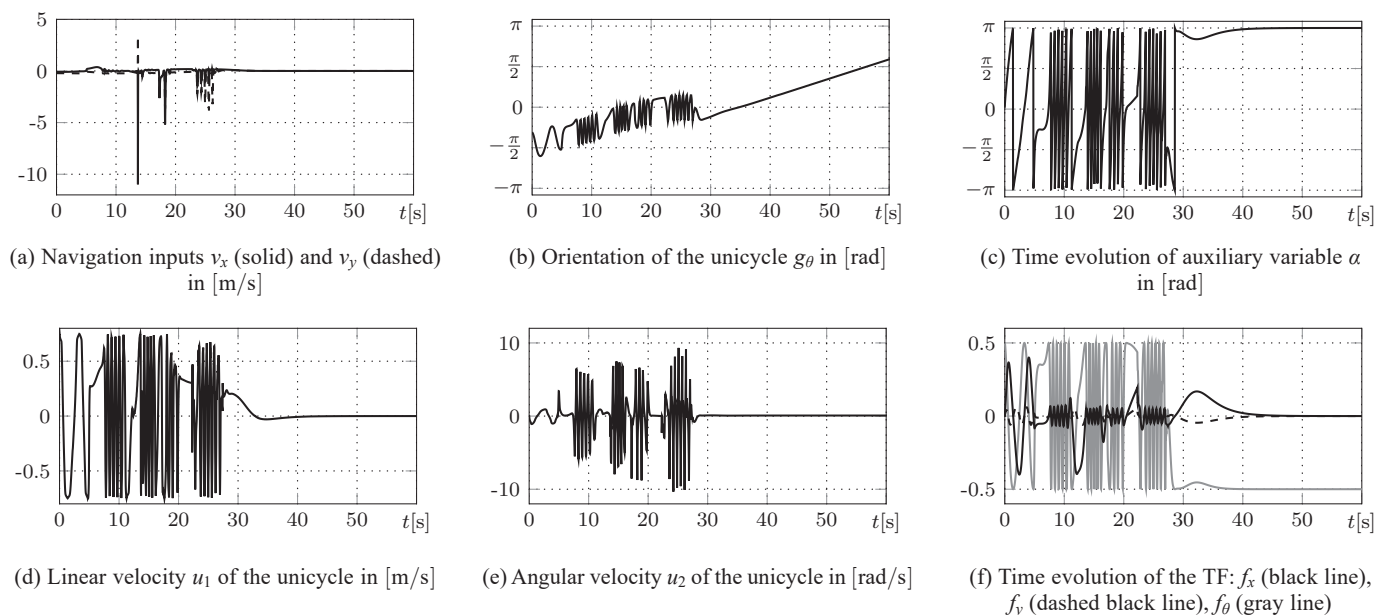 5
0
-5
-10
0 10 20 30 40 50 t[s]
(a) Navigation inputs v_x (solid) and v_y (dashed)
in [m/s]
π
π/2
0
−π/2
−π
0 10 20 30 40 50 t[s]
(b) Orientation of the unicycle g_θ in [rad]
π
π/2
0
−π/2
−π
0 10 20 30 40 50 t[s]
(c) Time evolution of auxiliary variable α
in [rad]
0.5
0
-0.5
0 10 20 30 40 50 t[s]
(d) Linear velocity u_1 of the unicycle in [m/s]
10
0
-10
0 10 20 30 40 50 t[s]
(e) Angular velocity u_2 of the unicycle in [rad/s]
0.5
0
-0.5
0 10 20 30 40 50 t[s]
(f) Time evolution of the TF: f_x (black line),
f_y (dashed black line), f_θ (gray line)